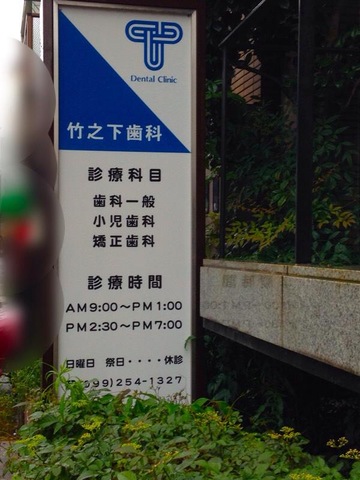 Dental Clinic
竹之下歯科
診療科目
歯科一般
小児歯科
矯正歯科
診療時間
AM9:00～PM1:00
PM2:30～PM7:00
日曜日 祭日・・・・休診
(099)254-1327